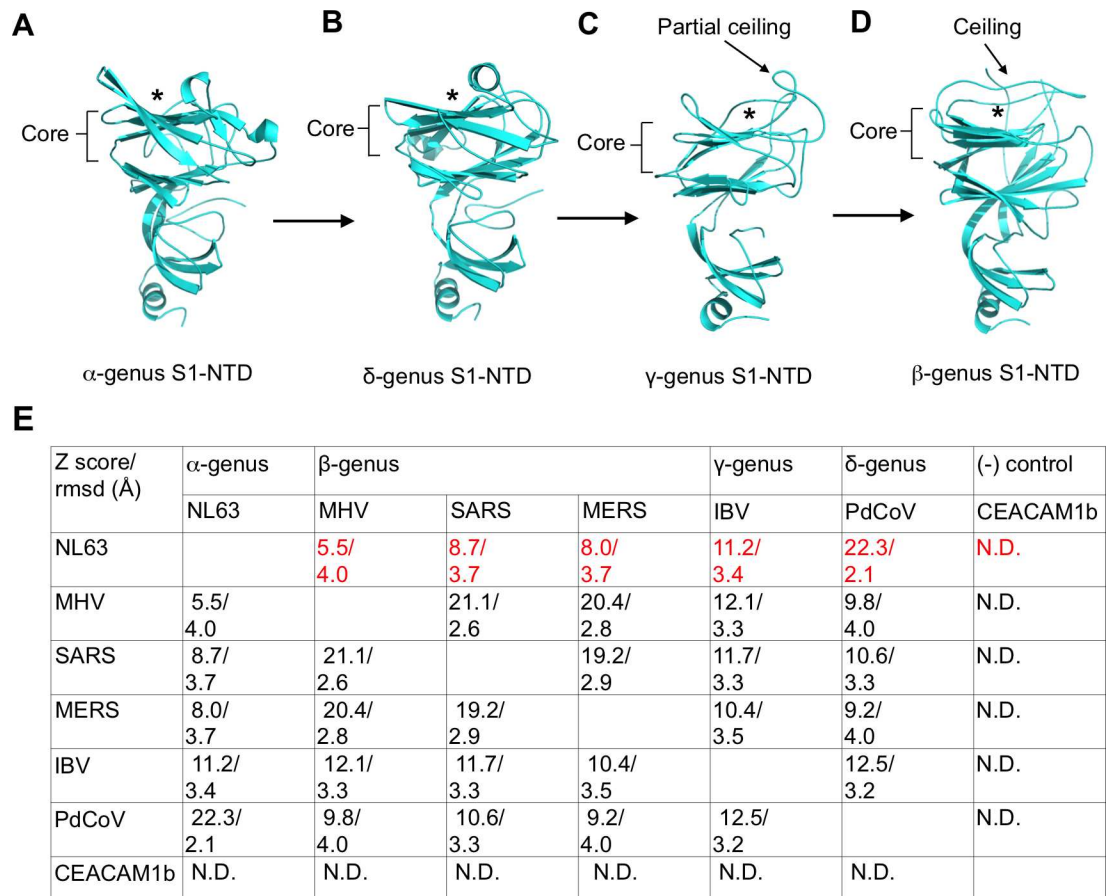 A
B
C
D
Partial ceiling
Ceiling
*
*
*
*
Core
Core
Core
Core
α-genus S1-NTD
δ-genus S1-NTD
γ-genus S1-NTD
β-genus S1-NTD
E
Z score/ rmsd (Å) α-genus β-genus γ-genus δ-genus (-) control
NL63 MHV SARS MERS IBV PdCoV CEACAM1b
NL63 5.5/ 8.7/ 8.0/ 11.2/ 22.3/ N.D.
4.0 3.7 3.7 3.4 2.1
MHV 5.5/ 21.1/ 20.4/ 12.1/ 9.8/ N.D.
4.0 2.6 2.8 3.3 4.0
SARS 8.7/ 21.1/ 19.2/ 11.7/ 10.6/ N.D.
3.7 2.6 2.9 3.3 3.3
MERS 8.0/ 20.4/ 19.2/ 10.4/ 9.2/ N.D.
3.7 2.8 2.9 3.5 4.0
IBV 11.2/ 12.1/ 11.7/ 10.4/ 12.5/ N.D.
3.4 3.3 3.3 3.5 3.2
PdCoV 22.3/ 9.8/ 10.6/ 9.2/ 12.5/ N.D.
2.1 4.0 3.3 4.0 3.2
CEACAM1b N.D. N.D. N.D. N.D. N.D. N.D.